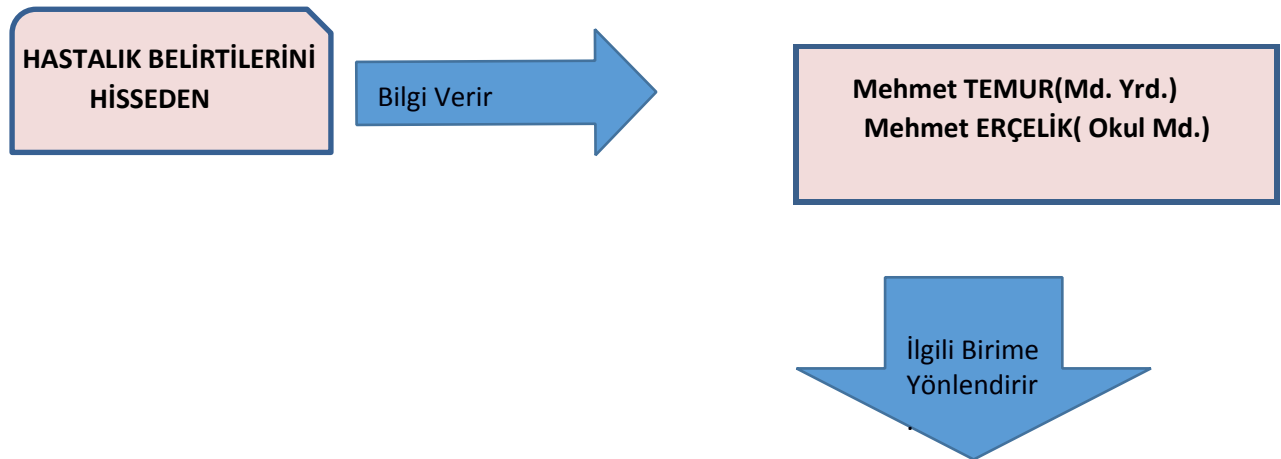 HASTALIK BELİRTİLERİNİ
HİSSEDEN
Bilgi Verir
Mehmet TEMUR(Md. Yrd.)
Mehmet ERÇELİK( Okul Md.)
İlgili Birime
Yönlendirir